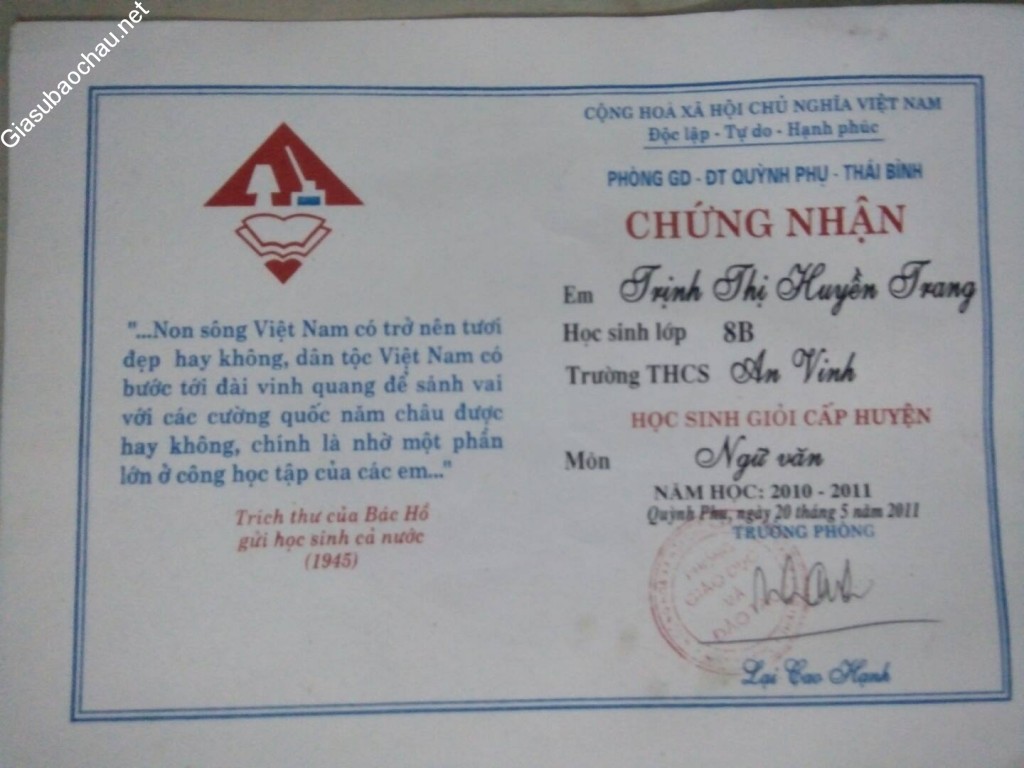 Giasubaochau.net
"...Non sông Việt Nam có trở nên tươi
đẹp hay không, dân tộc Việt Nam có
bước tới đài vinh quang để sánh vai
với các cường quốc năm châu được
hay không, chính là nhờ một phần
lớn ở công học tập của các em..."
Trích thư của Bác Hồ
gửi học sinh cả nước
(1945)
CỘNG HOÀ XÃ HỘI CHỦ NGHĨA VIỆT NAM
Độc lập - Tự do - Hạnh phúc
PHÒNG GD - ĐT QUỲNH PHỤ - THÁI BÌNH
CHỨNG NHẬN
Em Trịnh Thị Huyền Trang
Học sinh lớp 8B
Trường THCS An Vinh
HỌC SINH GIỎI CẤP HUYỆN
Môn Ngữ văn
NĂM HỌC: 2010 - 2011
Quỳnh Phụ, ngày 20 tháng 5 năm 2011
TRƯỞNG PHÒNG
PHÒNG
GIÁO DỤC
VÀ
ĐÀO TẠO
Lại Cao Hạnh